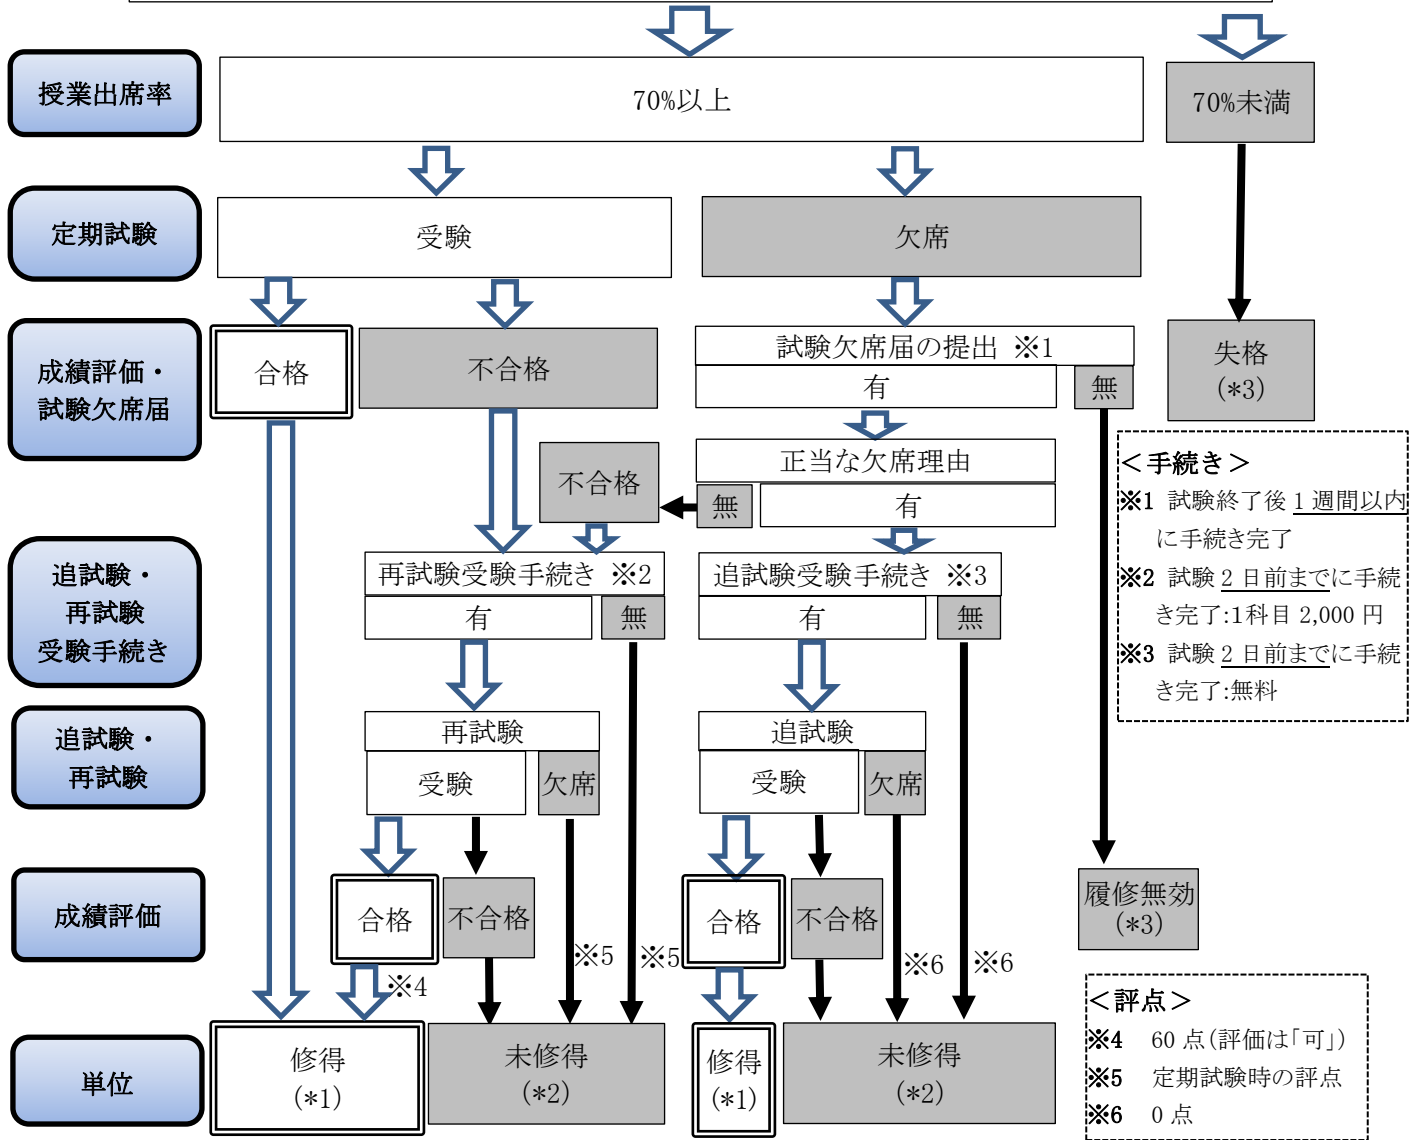 授業出席率
70%以上
70%未満
定期試験
受験
欠席
成績評価・
試験欠席届
合格
不合格
試験欠席届の提出 ※1
有
無
失格
(*3)
正当な欠席理由
不合格
無
有
<手続き>
※1 試験終了後 1 週間以内
に手続き完了
※2 試験 2 日前までに手続
き完了:1科目 2,000 円
※3 試験 2 日前までに手続
き完了:無料
追試験・
再試験
受験手続き
再試験受験手続き ※2
有
無
追試験受験手続き ※3
有
無
追試験・
再試験
再試験
受験
欠席
追試験
受験
欠席
成績評価
合格
不合格
※5
※5
合格
不合格
※6
※6
履修無効
(*3)
※4
単位
修得
(*1)
未修得
(*2)
修得
(*1)
未修得
(*2)
<評点>
※4 60 点(評価は「可」)
※5 定期試験時の評点
※6 0 点